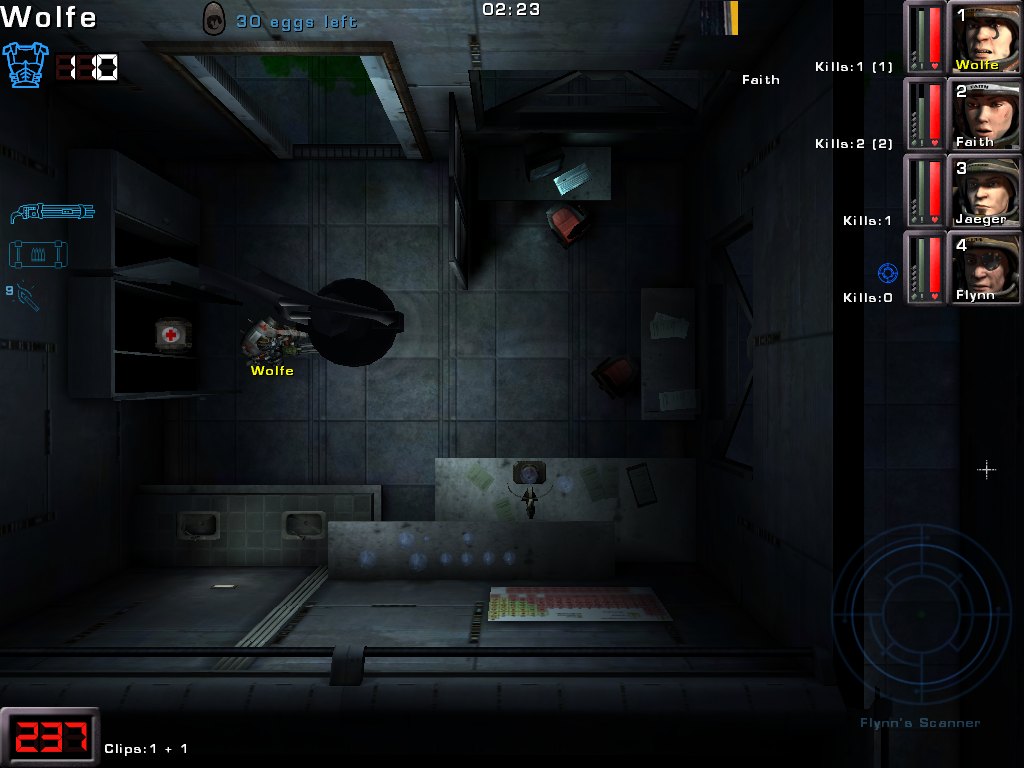 Wolfe
30 eggs left
02:23
110
9
Faith
Kills:1 (1)
1
Wolfe
Kills:2 (2)
2
Faith
Kills:1
3
Jaeger
Kills:0
4
Flynn
Wolfe
Flynn's Scanner
237
Clips:1 + 1